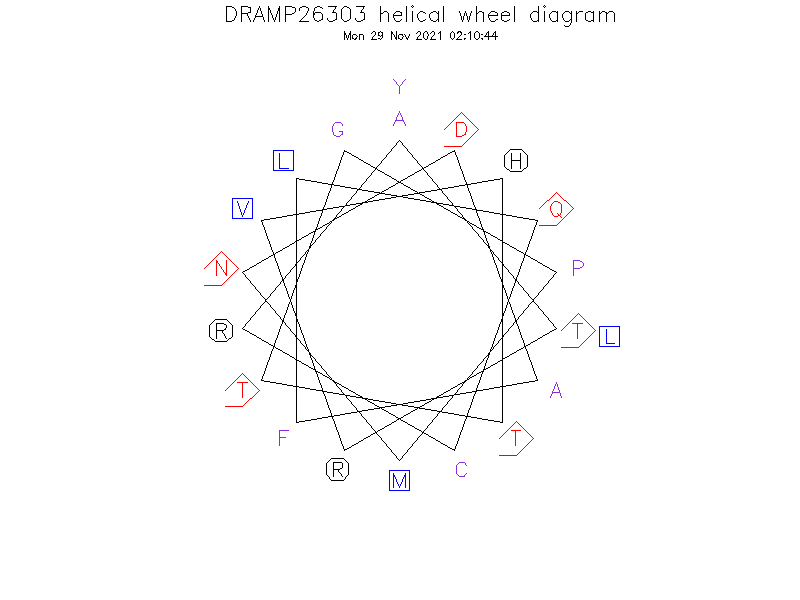 DRAMP26303 helical wheel diagram
Mon 29 Nov 2021 02:10:44
Y
A
G
D
L
H
V
Q
N
P
R
T
L
T
A
F
T
R
C
M